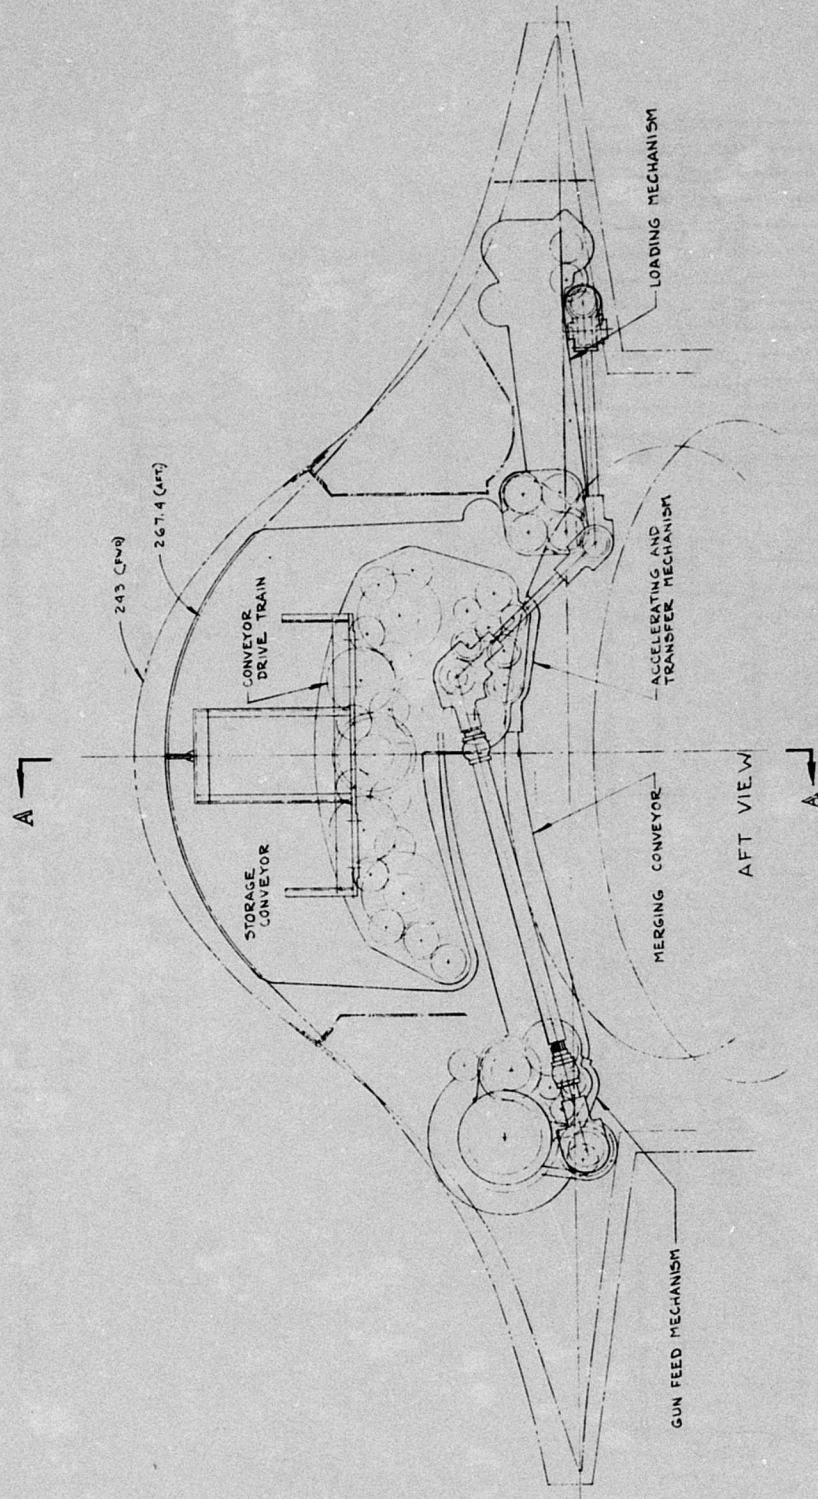 A
243 (FWD)
267.4 (AFT)
STORAGE
CONVEYOR
CONVEYOR
DRIVE TRAIN
LOADING MECHANISM
ACCELERATING AND
TRANSFER MECHANISM
MERGING CONVEYOR
GUN FEED MECHANISM
AFT VIEW
A